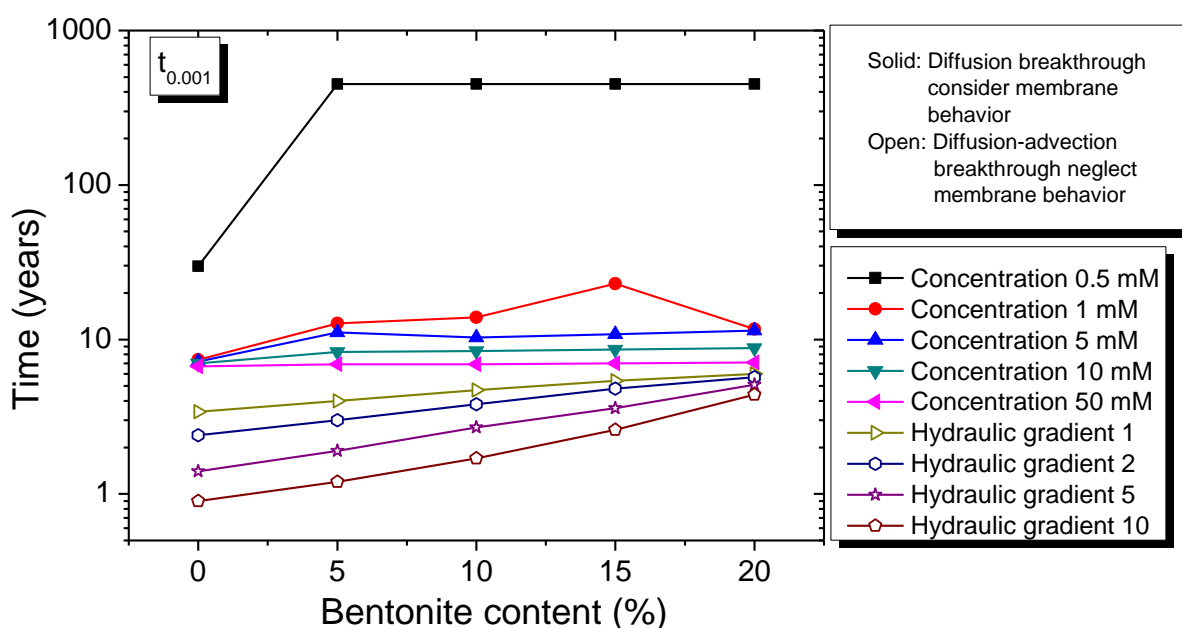 1000
100
10
1
Time (years)
t0.001
0
5
10
15
20
Bentonite content (%)
Solid: Diffusion breakthrough
consider membrane
behavior
Open: Diffusion-advection
breakthrough neglect
membrane behavior
Concentration 0.5 mM
Concentration 1 mM
Concentration 5 mM
Concentration 10 mM
Concentration 50 mM
Hydraulic gradient 1
Hydraulic gradient 2
Hydraulic gradient 5
Hydraulic gradient 10